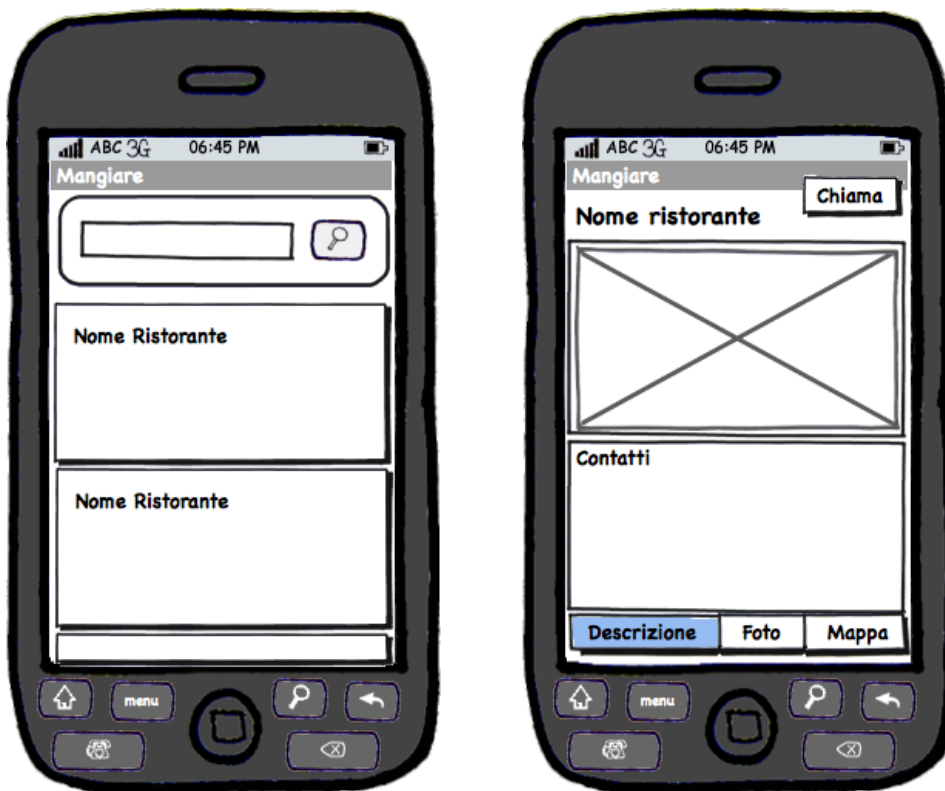 ABC 3G 06:45 PM
Mangiare
Nome Ristorante
Nome Ristorante
menu
ABC 3G 06:45 PM
Mangiare
Chiama
Nome ristorante
Contatti
Descrizione Foto Mappa
menu